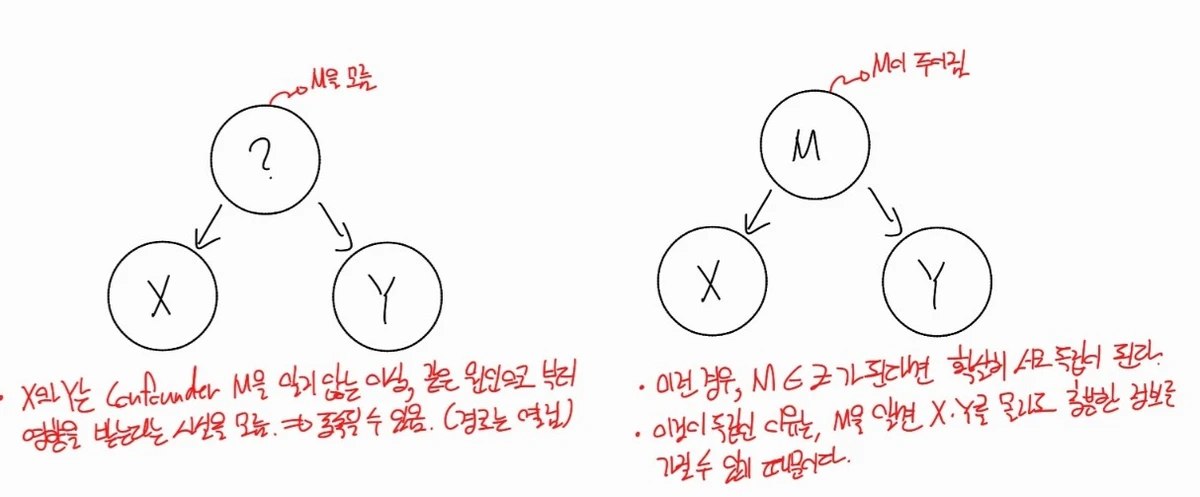 M을 모름
?
X
Y
• X와 Y는 Confounder M을 알지 않는 이상, 같은 원인으로 부터
영향을 받는다는 사실을 모름. ⇒ 종속될 수 있음. (경로는 열림)
M이 주어짐
M
X
Y
• 이런 경우, M ∈ Z가 된다면 확실히 서로 독립이 된다.
• 이것이 독립인 이유는, M을 알면 X·Y를 몰라도 충분한 정보를
가질 수 있기 때문이다.